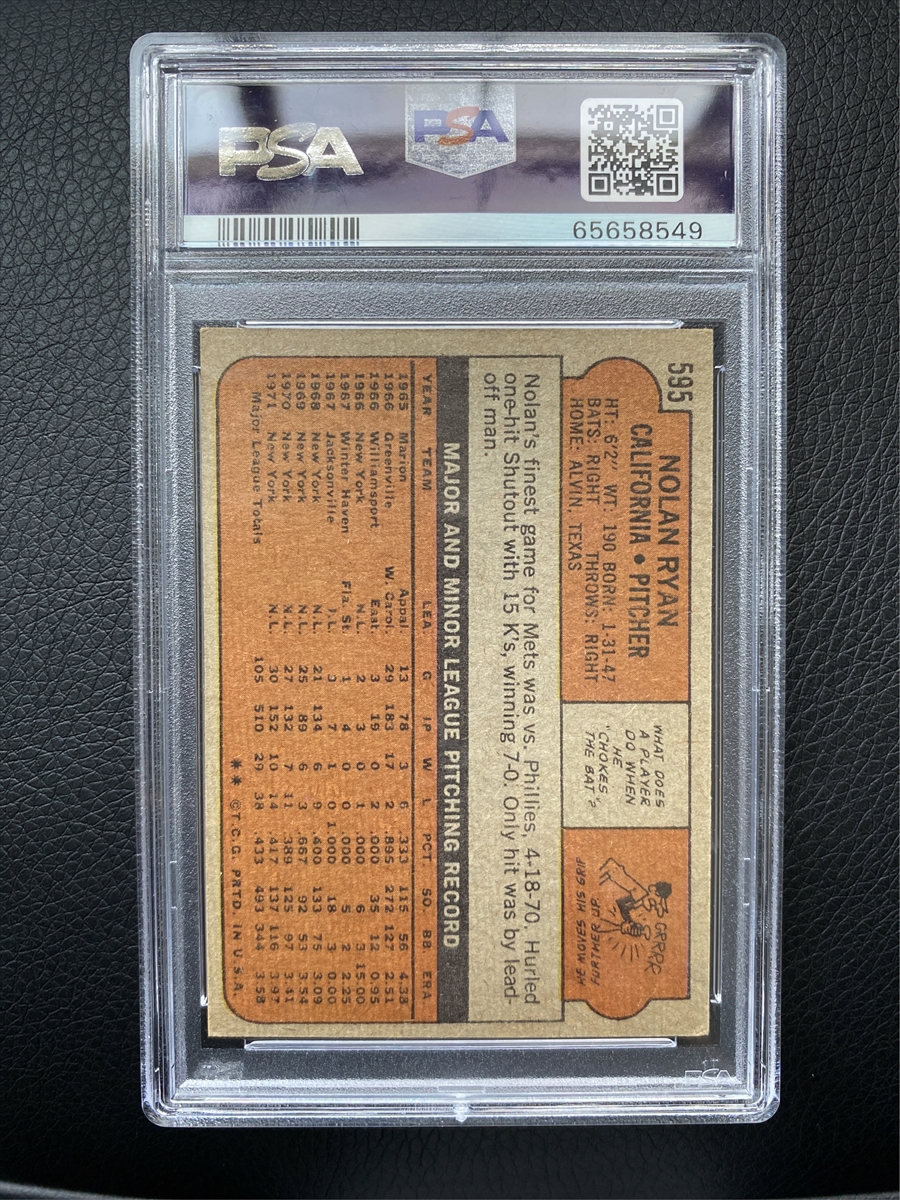 PSA
PSA
65658549
595
NOLAN RYAN
CALIFORNIA • PITCHER
HT: 6'2" WT: 190 BORN: 1-31-47
BATS: RIGHT THROWS: RIGHT
HOME: ALVIN, TEXAS
WHAT DOES
A PLAYER
DO WHEN
HE
"CHOKES"
THE BAT?
GRRRR
HE MOVES HIS GRIP
FURTHER UP.
Nolan's finest game for Mets was vs. Phillies, 4-18-70. Hurled
one-hit Shutout with 15 K's, winning 7-0. Only hit was by lead-
off man.
MAJOR AND MINOR LEAGUE PITCHING RECORD
YEAR TEAM LEA. G IP W L PCT SO. BB. ERA.
1965 Marion Appal. 13 78 3 6 .333 115 56 4.38
1966 Greenville W. Carol. 29 183 17 2 .895 272 127 2.51
1966 Williamsport East. 3 19 0 2 .000 35 12 0.95
1966 New York N.L. 2 3 0 1 .000 6 3 15.00
1967 Winter Haven Fla. St. 1 4 0 0 .000 5 2 2.25
1967 Jacksonville I.L. 3 7 1 0 1.000 18 3 0.00
1968 New York N.L. 21 134 6 9 .400 133 75 3.09
1969 New York N.L. 25 89 6 3 .667 92 53 3.54
1970 New York N.L. 27 132 7 11 .389 125 97 3.41
1971 New York N.L. 30 152 10 14 .417 137 116 3.97
Major League Totals 105 510 29 38 .433 493 344 3.58
** © T.C.G. PRTD. IN U.S.A.
PSA